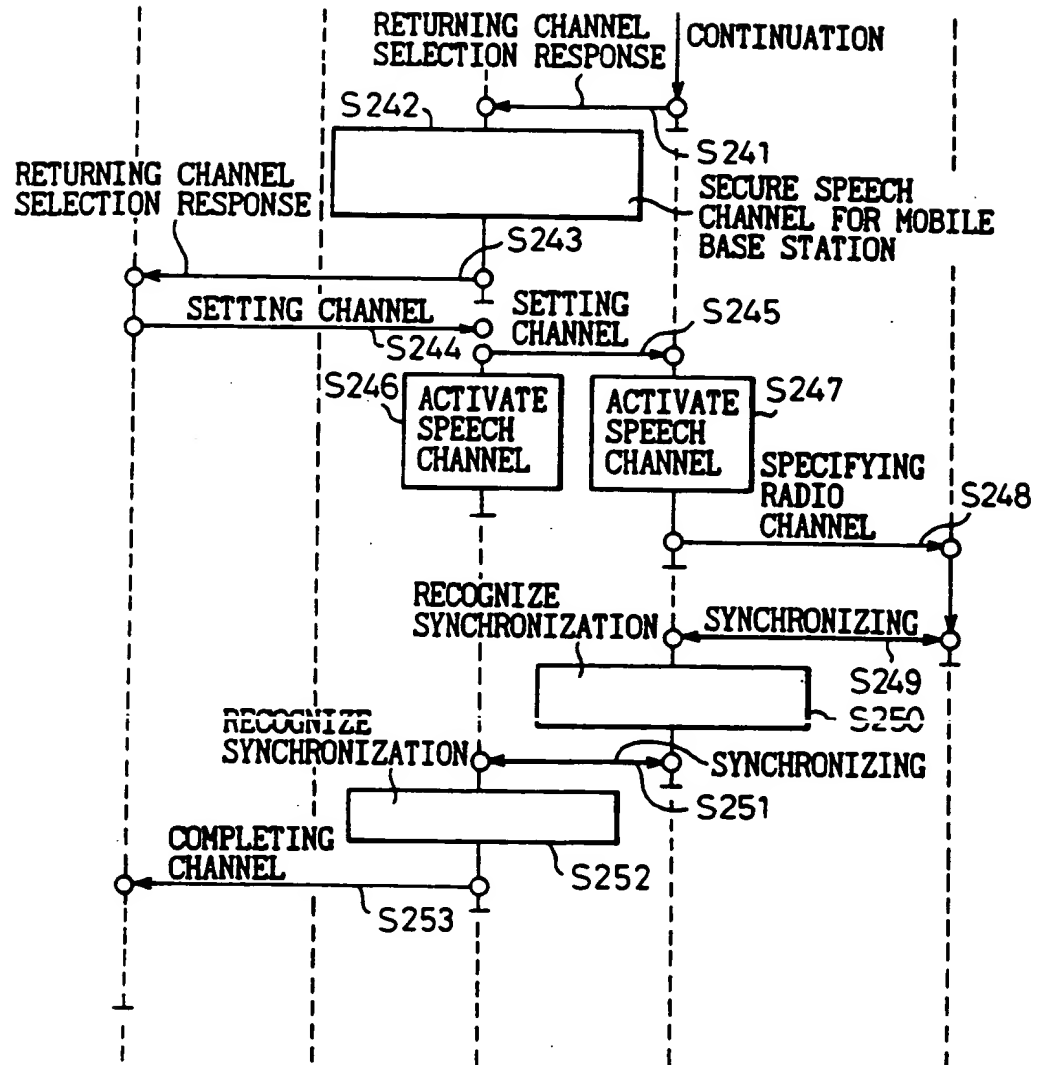 RETURNING CHANNEL
SELECTION RESPONSE
CONTINUATION
S242
S241
RETURNING CHANNEL
SELECTION RESPONSE
SECURE SPEECH
CHANNEL FOR MOBILE
BASE STATION
S243
SETTING CHANNEL
S244
SETTING
CHANNEL
S245
S246
ACTIVATE
SPEECH
CHANNEL
ACTIVATE
SPEECH
CHANNEL
S247
SPECIFYING
RADIO
CHANNEL
S248
RECOGNIZE
SYNCHRONIZATION
SYNCHRONIZING
S249
S250
RECOGNIZE
SYNCHRONIZATION
SYNCHRONIZING
S251
COMPLETING
CHANNEL
S252
S253